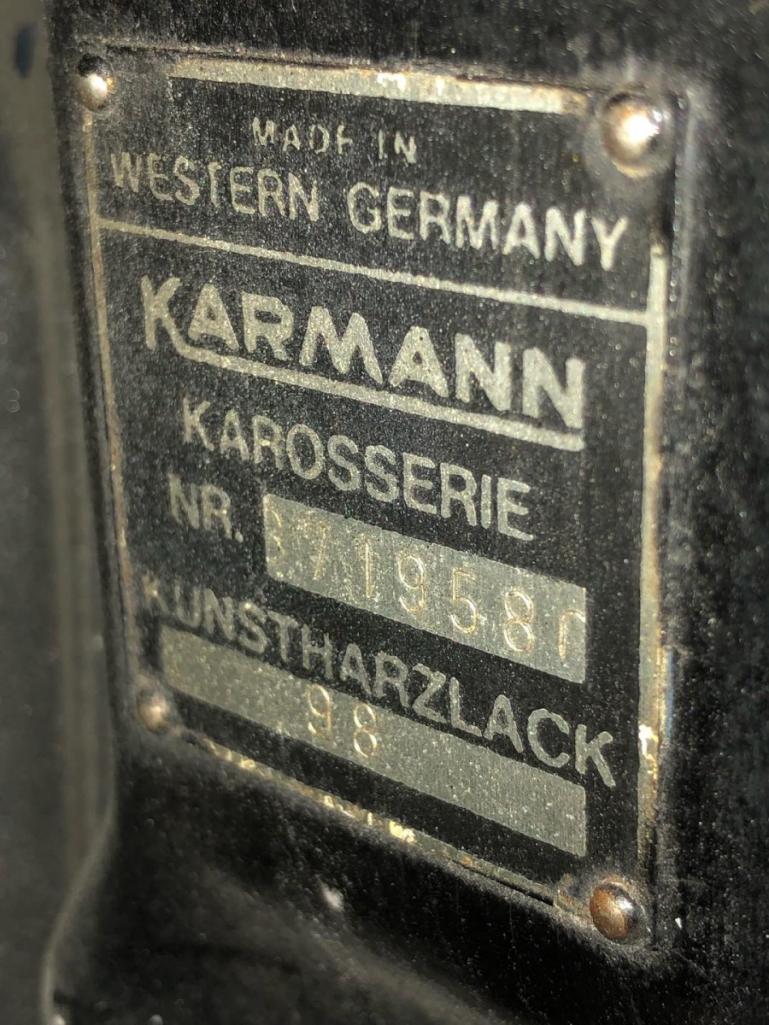 MADE IN
WESTERN GERMANY
KARMANN
KAROSSERIE
NR.
KUNSTHARZLACK
98